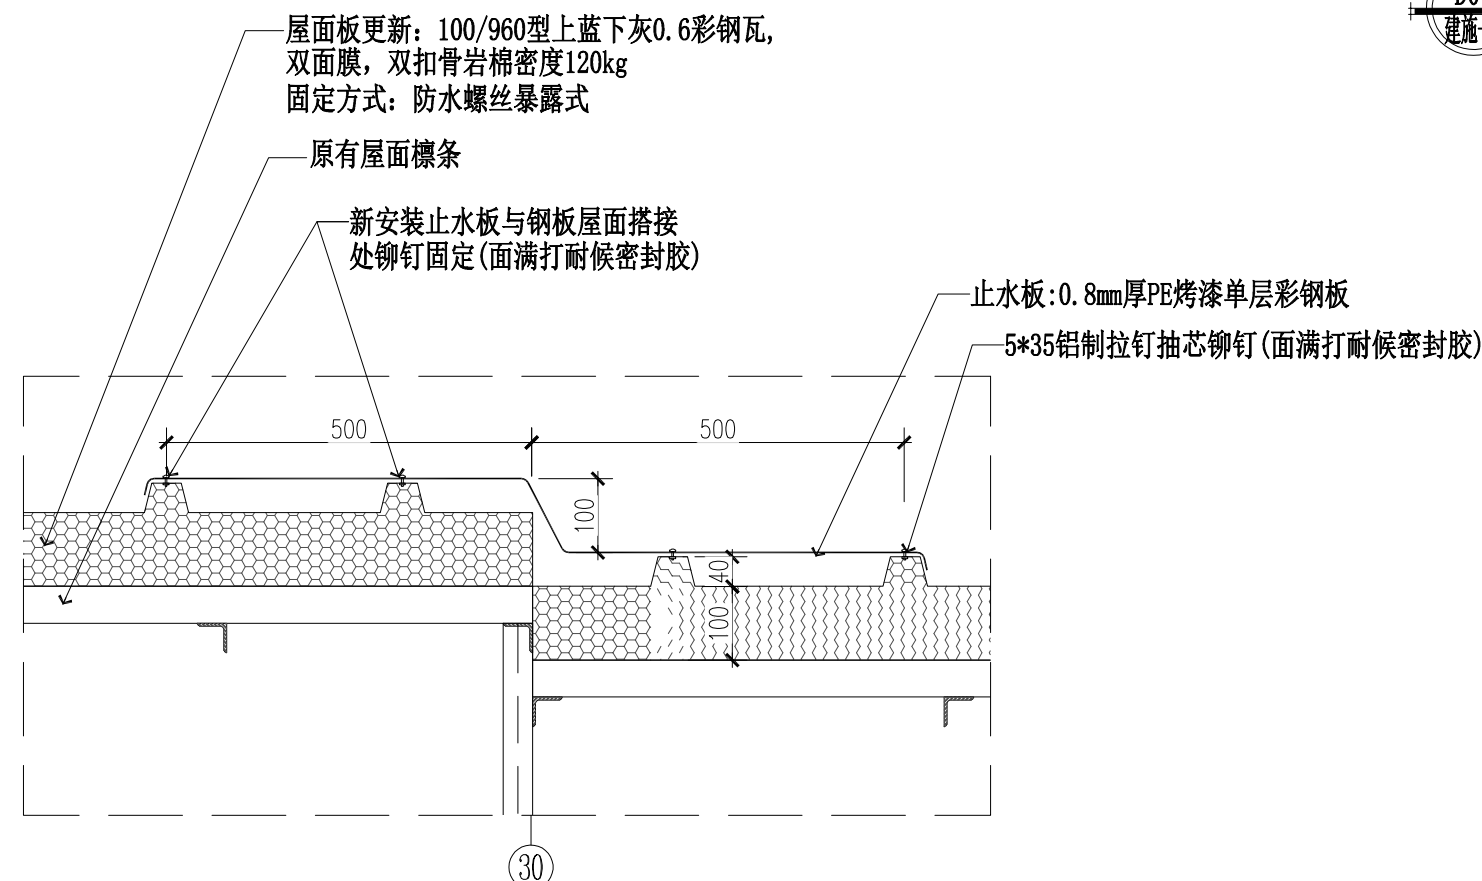 屋面板更新：100/960型上蓝下灰0.6彩钢瓦,
双面膜，双扣骨岩棉密度120kg
固定方式：防水螺丝暴露式
原有屋面檩条
新安装止水板与钢板屋面搭接
处铆钉固定(面满打耐候密封胶)
止水板:0.8mm厚PE烤漆单层彩钢板
5*35铝制拉钉抽芯铆钉(面满打耐候密封胶)
建施-
500
500
100
40
100
30